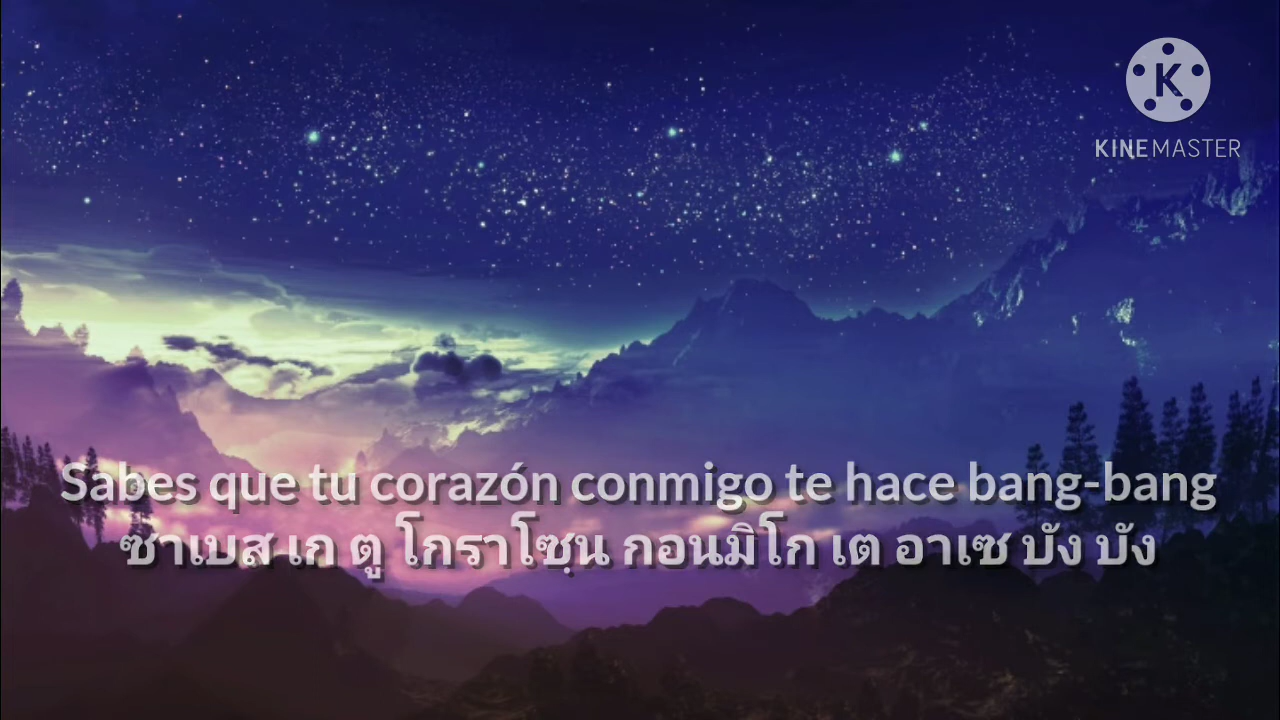 K
KINEMASTER
Sabes que tu corazón conmigo te hace bang-bang
ซาเบส เก ตู โกราโซฺน กอนมิโก เต อาเซ บัง บัง